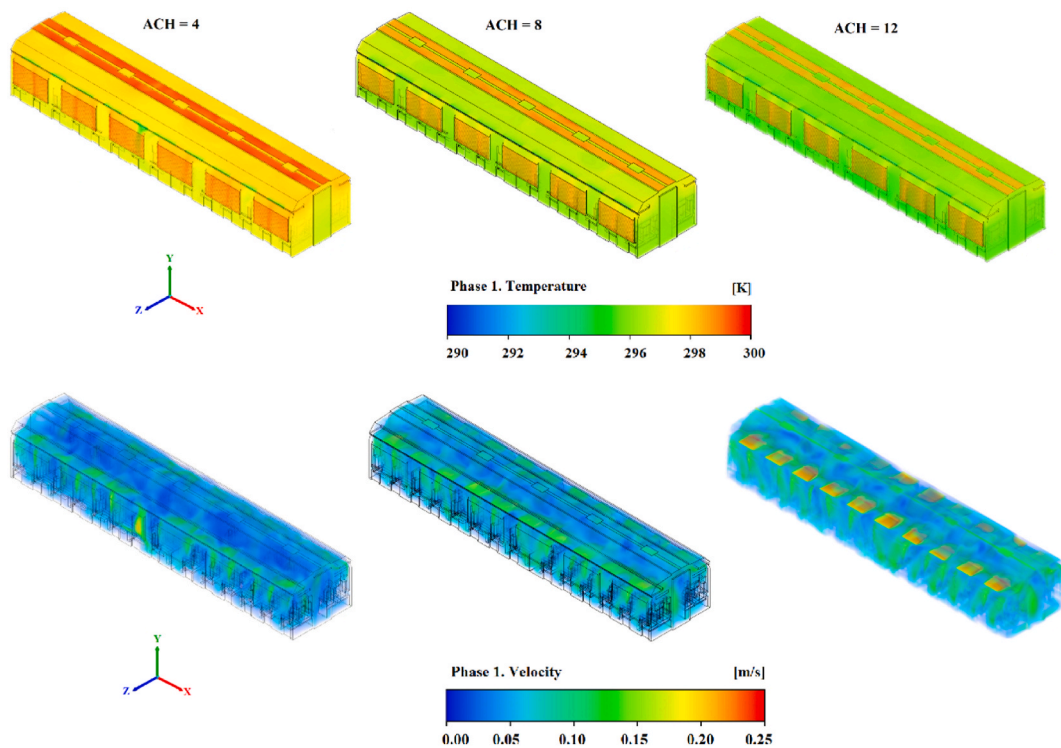 ACH = 4
ACH = 8
ACH = 12
Y
Z
X
Phase 1. Temperature [K]
290 292 294 296 298 300
Y
Z
X
Phase 1. Velocity [m/s]
0.00 0.05 0.10 0.15 0.20 0.25